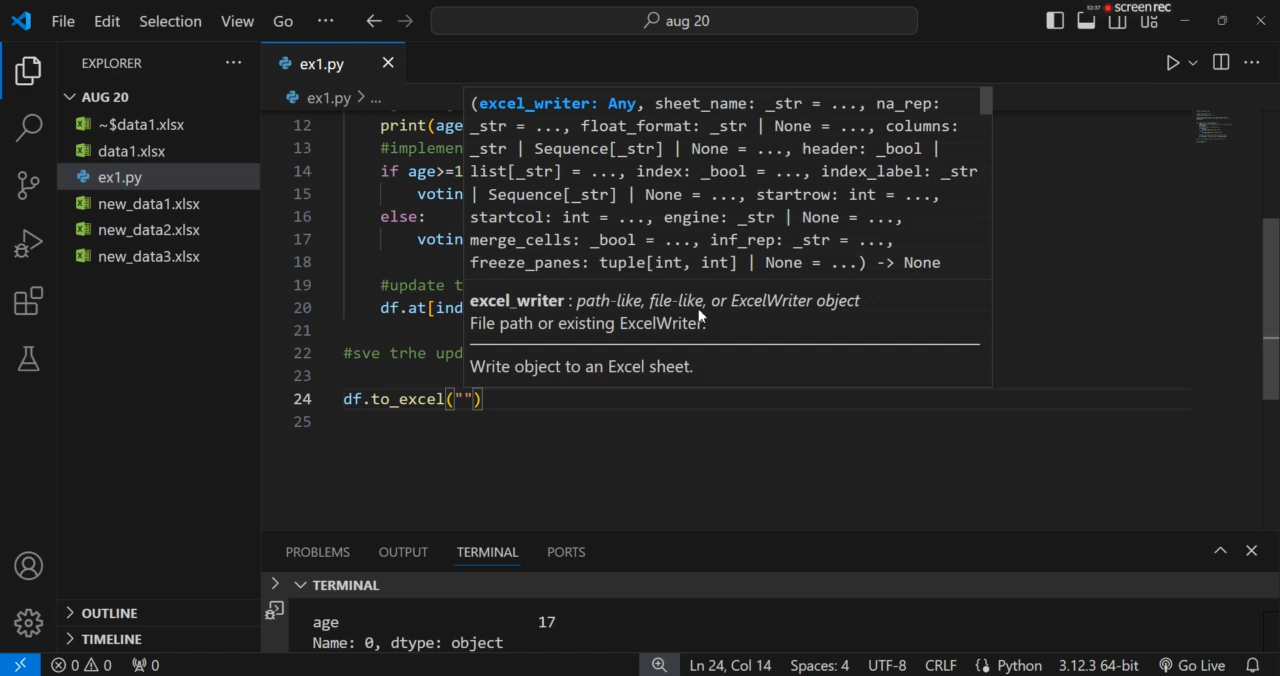 File Edit Selection View Go ··· aug 20
52:37 screenrec
EXPLORER ···
AUG 20
~$data1.xlsx
data1.xlsx
ex1.py
new_data1.xlsx
new_data2.xlsx
new_data3.xlsx
OUTLINE
TIMELINE
ex1.py
ex1.py > ...
12 print(age
13 #implemen
14 if age>=1
15 votin
16 else:
17 votin
18
19 #update t
20 df.at[ind
21
22 #sve trhe upd
23
24 df.to_excel("")
25
(excel_writer: Any, sheet_name: _str = ..., na_rep:
_str = ..., float_format: _str | None = ..., columns:
_str | Sequence[_str] | None = ..., header: _bool |
list[_str] = ..., index: _bool = ..., index_label: _str
| Sequence[_str] | None = ..., startrow: int = ...,
startcol: int = ..., engine: _str | None = ...,
merge_cells: _bool = ..., inf_rep: _str = ...,
freeze_panes: tuple[int, int] | None = ...) -> None
excel_writer : path-like, file-like, or ExcelWriter object
File path or existing ExcelWriter.
Write object to an Excel sheet.
PROBLEMS OUTPUT TERMINAL PORTS
TERMINAL
age 17
Name: 0, dtype: object
0 0 0 Ln 24, Col 14 Spaces: 4 UTF-8 CRLF Python 3.12.3 64-bit Go Live